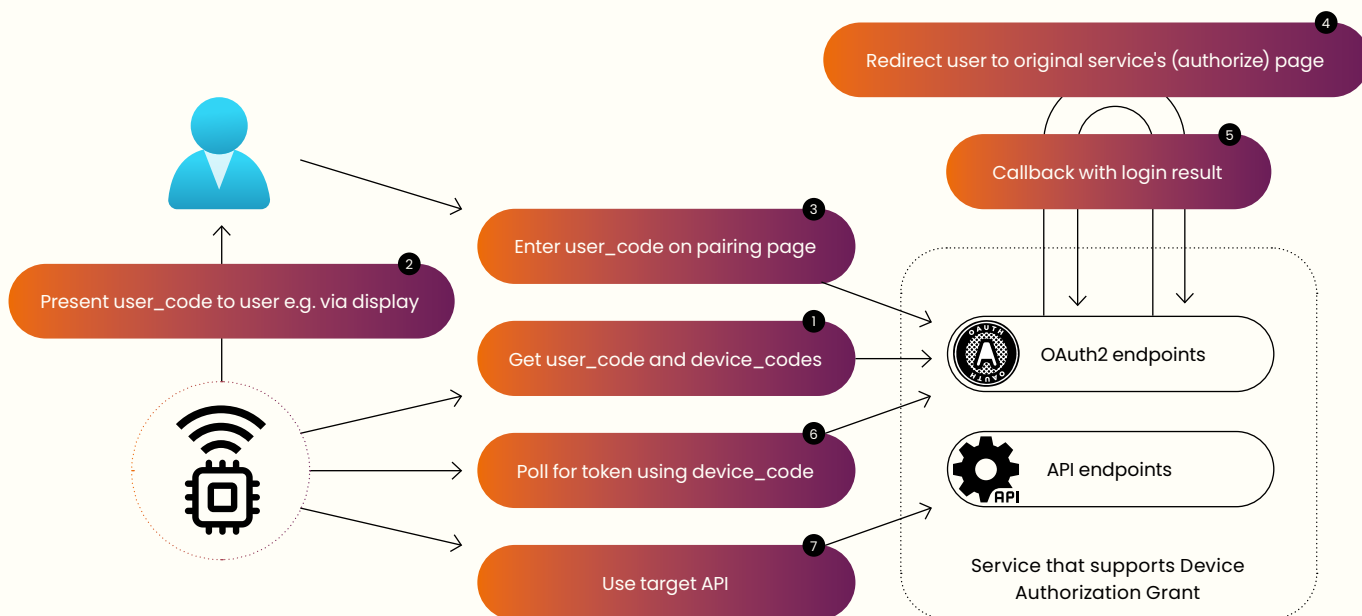 4
Redirect user to original service's (authorize) page
5
Callback with login result
3
Enter user_code on pairing page
2
Present user_code to user e.g. via display
1
Get user_code and device_codes
OAUTH
A
OAUTH
OAuth2 endpoints
6
Poll for token using device_code
API
API endpoints
7
Use target API
Service that supports Device
Authorization Grant